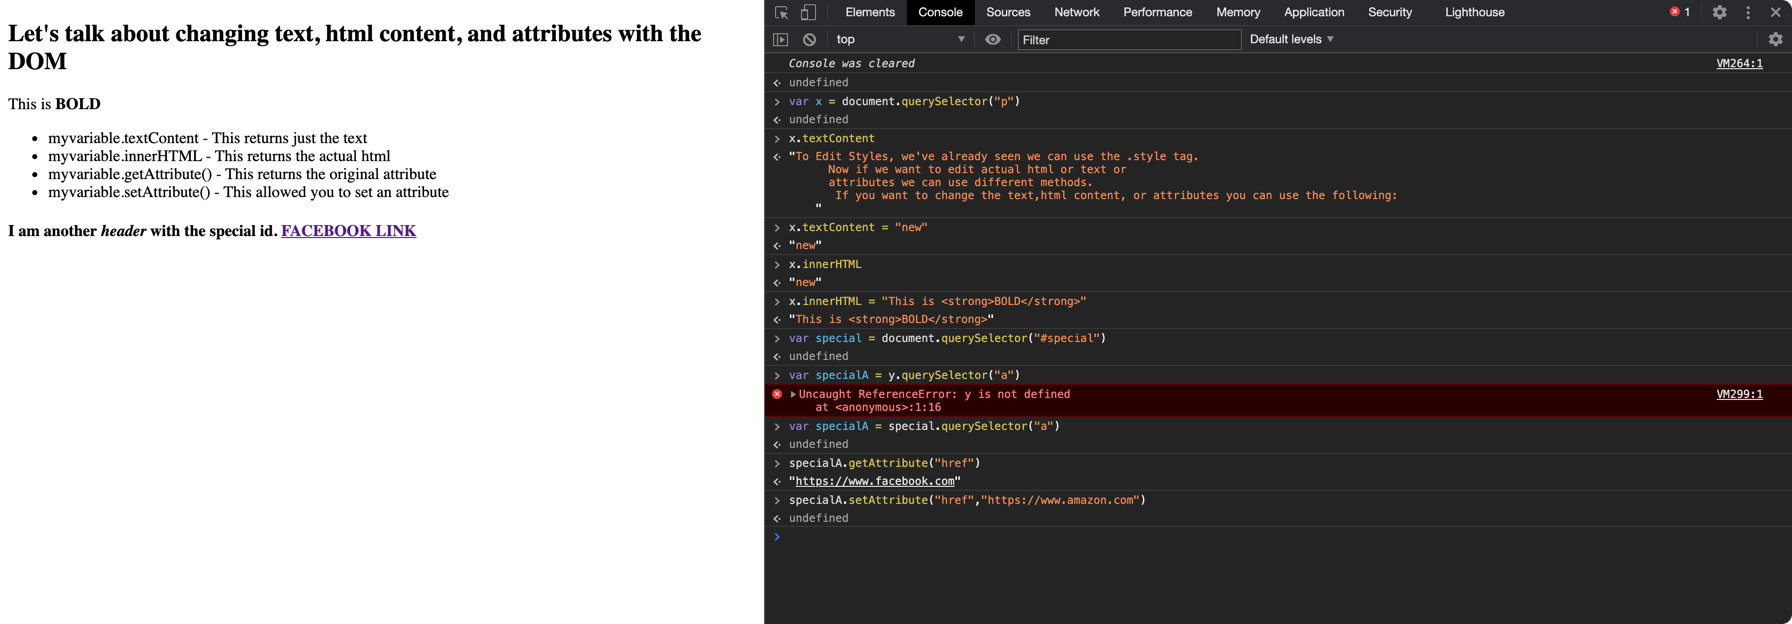 Let's talk about changing text, html content, and attributes with the
DOM
This is BOLD
• myvariable.textContent - This returns just the text
• myvariable.innerHTML - This returns the actual html
• myvariable.getAttribute() - This returns the original attribute
• myvariable.setAttribute() - This allowed you to set an attribute
I am another header with the special id. FACEBOOK LINK
Elements Console Sources Network Performance Memory Application Security Lighthouse 1
top Filter Default levels
Console was cleared VM264:1
undefined
var x = document.querySelector("p")
undefined
x.textContent
"To Edit Styles, we've already seen we can use the .style tag.
Now if we want to edit actual html or text or
attributes we can use different methods.
If you want to change the text,html content, or attributes you can use the following:
"
x.textContent = "new"
"new"
x.innerHTML
"new"
x.innerHTML = "This is <strong>BOLD</strong>"
"This is <strong>BOLD</strong>"
var special = document.querySelector("#special")
undefined
var specialA = y.querySelector("a")
Uncaught ReferenceError: y is not defined VM299:1
at <anonymous>:1:16
var specialA = special.querySelector("a")
undefined
specialA.getAttribute("href")
"https://www.facebook.com"
specialA.setAttribute("href","https://www.amazon.com")
undefined